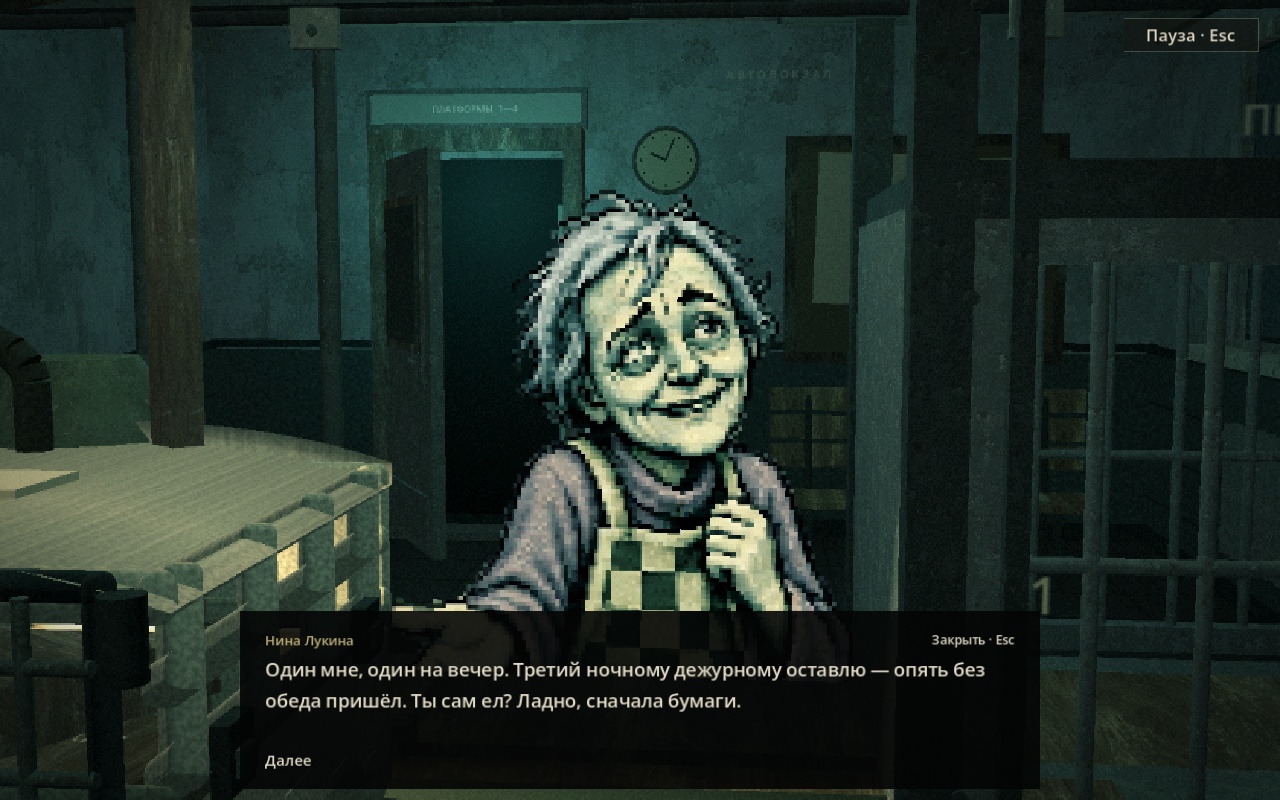 Пауза · Esc
АВТОВОКЗАЛ
ПЛАТФОРМЫ 1—4
Нина Лукина
Закрыть · Esc
Один мне, один на вечер. Третий ночному дежурному оставлю — опять без
обеда пришёл. Ты сам ел? Ладно, сначала бумаги.
Далее